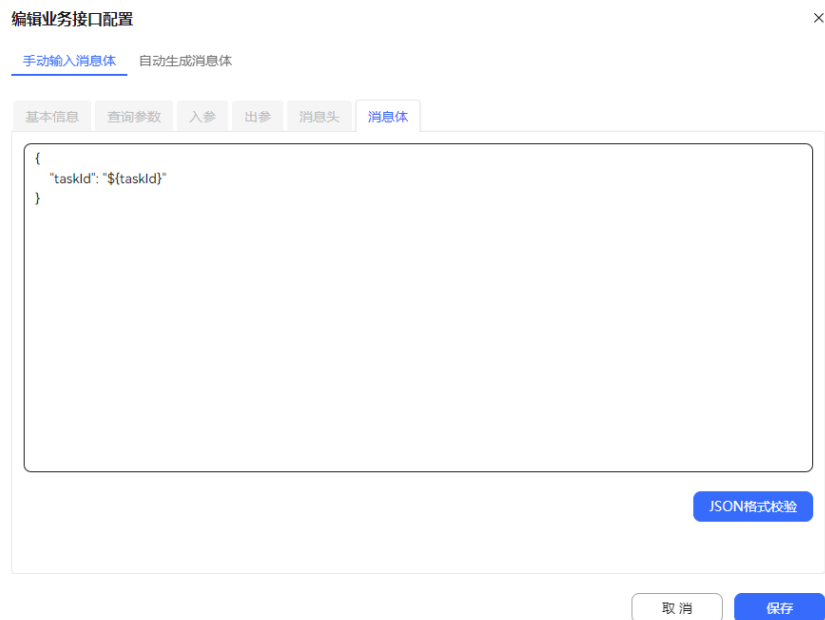 编辑业务接口配置
手动输入消息体 自动生成消息体
基本信息 查询参数 入参 出参 消息头 消息体
{
"taskId": "${taskId}"
}
JSON格式校验
取 消 保存